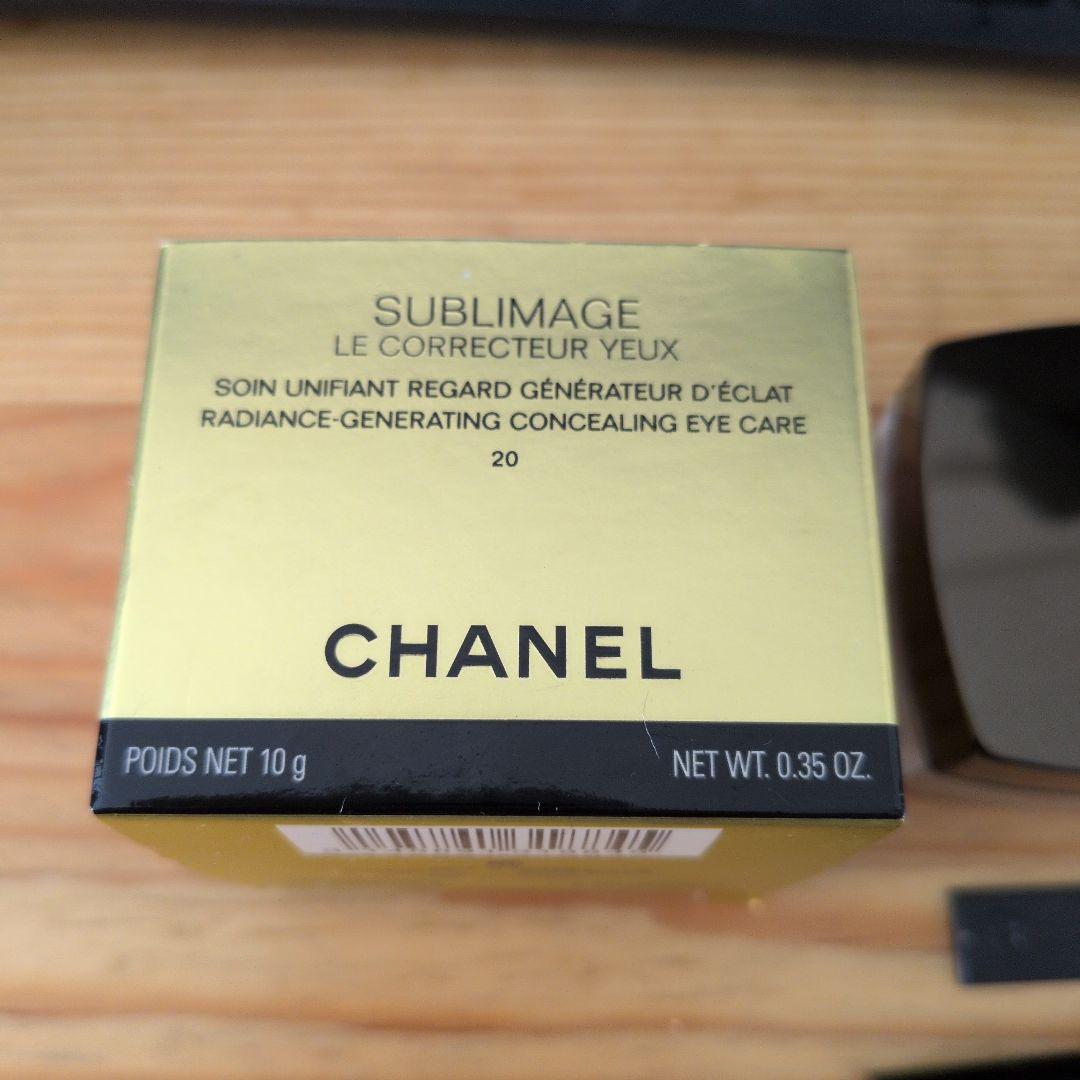 SUBLIMAGE
LE CORRECTEUR YEUX
SOIN UNIFIANT REGARD GÉNÉRATEUR D'ÉCLAT
RADIANCE-GENERATING CONCEALING EYE CARE
20
CHANEL
POIDS NET 10 g NET WT. 0.35 OZ.